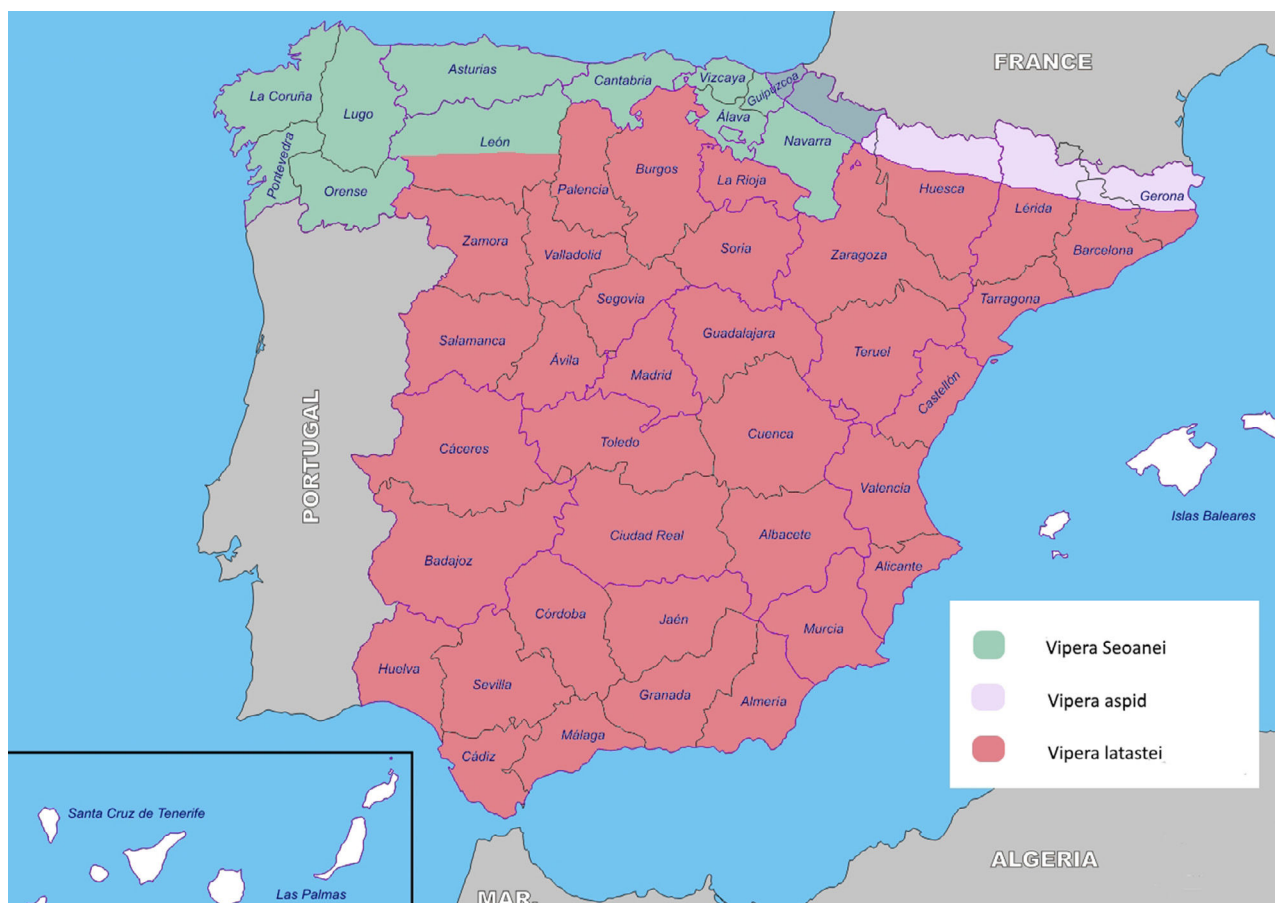 FRANCE
Asturias
Cantabria
Vizcaya
Guipuzcoa
La Coruña
Lugo
Álava
Navarra
León
Pontevedra
Orense
Burgos
La Rioja
Palencia
Huesca
Lérida
Gerona
Zamora
Valladolid
Soria
Zaragoza
Barcelona
Segovia
Tarragona
Salamanca
Ávila
Madrid
Guadalajara
Teruel
Castellón
PORTUGAL
Cáceres
Toledo
Cuenca
Valencia
Islas Baleares
Badajoz
Ciudad Real
Albacete
Alicante
Córdoba
Jaén
Murcia
Huelva
Sevilla
Granada
Almería
Málaga
Cádiz
Vipera Seoanei
Vipera aspid
Vipera latastei
Santa Cruz de Tenerife
Las Palmas
MAR.
ALGERIA